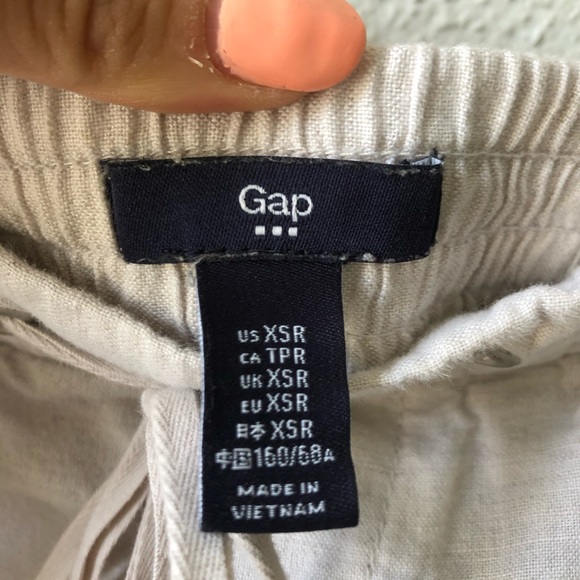 Gap
US XSR
CA TPR
UK XSR
EU XSR
日本 XSR
中国 160/68A
MADE IN
VIETNAM